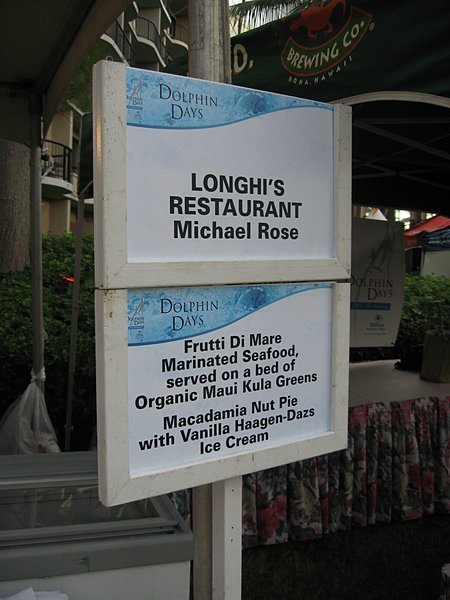 D.
BREWING CO.
KONA, HAWAII
DOLPHIN
DAYS
LONGHI'S
RESTAURANT
Michael Rose
DOLPHIN
DAYS
Frutti Di Mare
Marinated Seafood,
served on a bed of
Organic Maui Kula Greens
Macadamia Nut Pie
with Vanilla Haagen-Dazs
Ice Cream
DOLPHIN
DAYS
Hilton